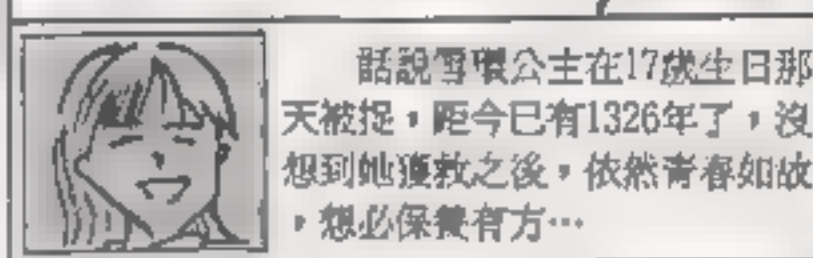 話說雪環公主在17歲生日那
天被捉，距今已有1326年了，沒
想到她獲救之後，依然青春如故
，想必保養有方…